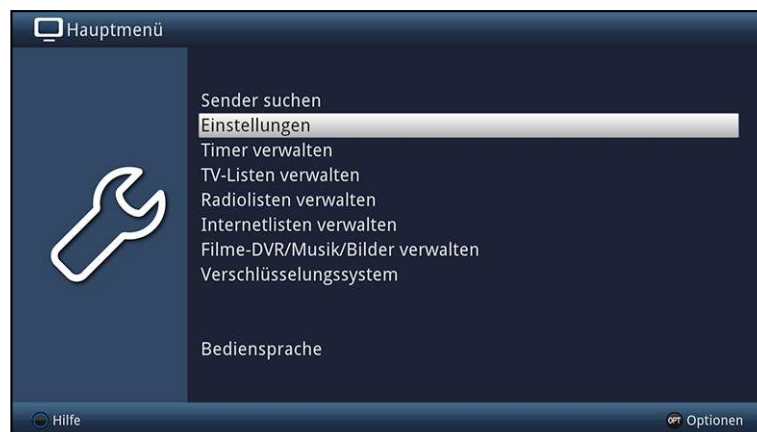 Hauptmenü
Sender suchen
Einstellungen
Timer verwalten
TV-Listen verwalten
Radiolisten verwalten
Internetlisten verwalten
Filme-DVR/Musik/Bilder verwalten
Verschlüsselungssystem
Bediensprache
Hilfe
OPT Optionen